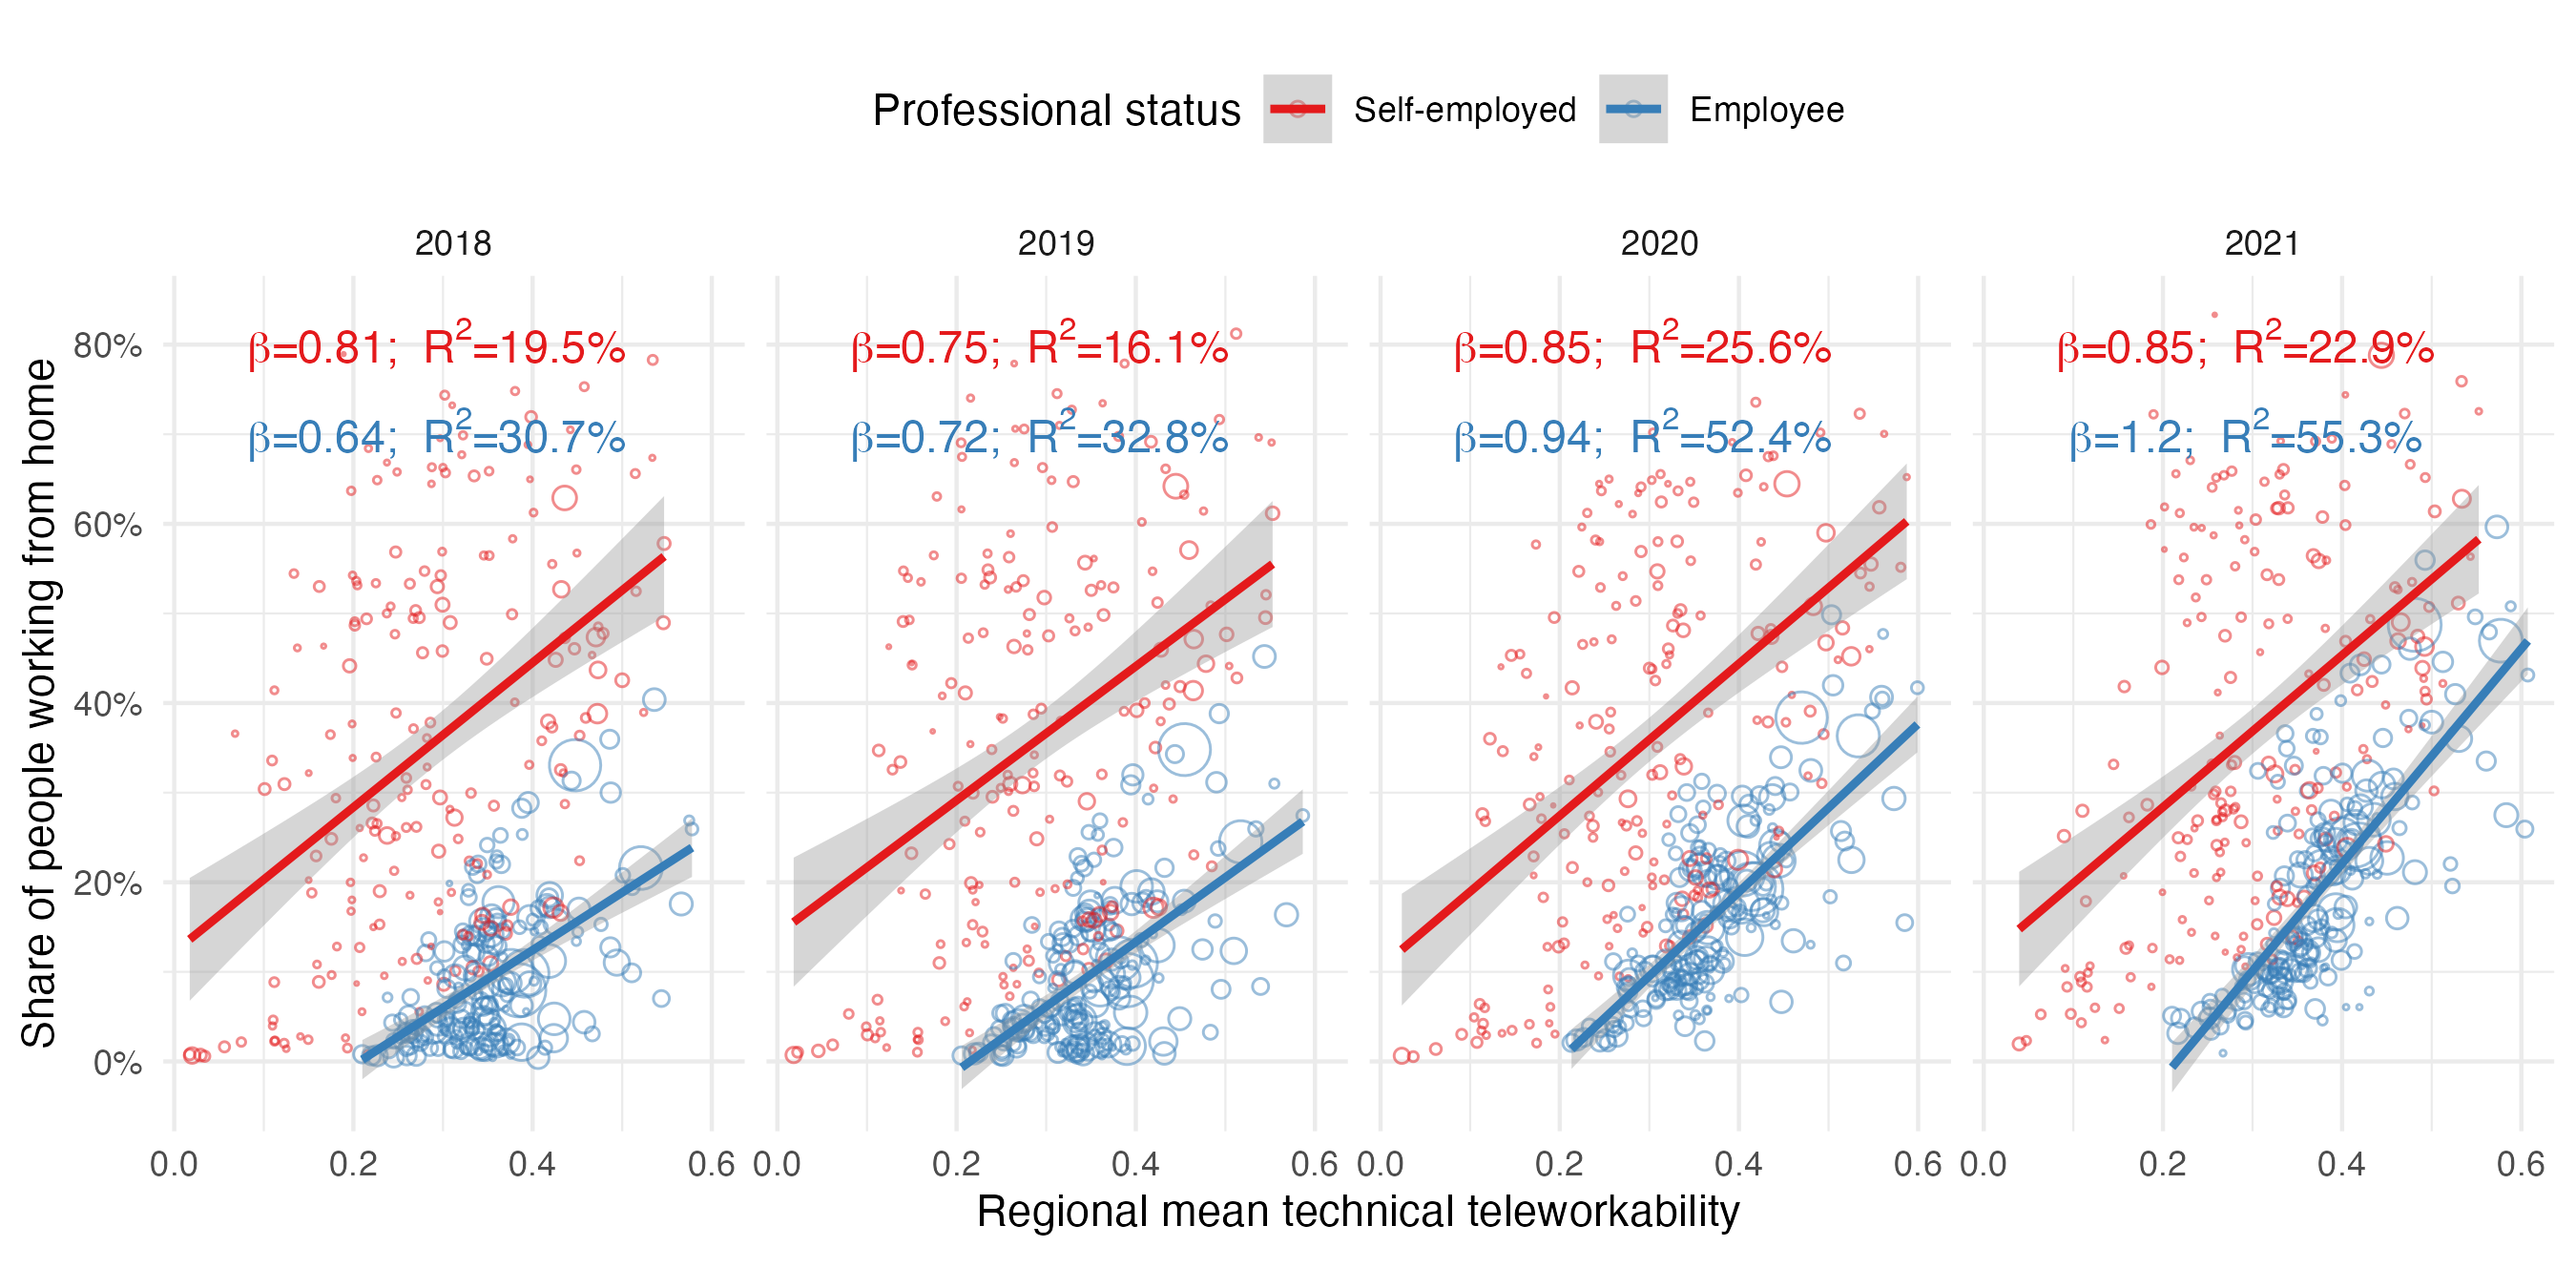 Professional status Self-employed Employee
2018 2019 2020 2021
β=0.81; R²=19.5% β=0.75; R²=16.1% β=0.85; R²=25.6% β=0.85; R²=22.9%
β=0.64; R²=30.7% β=0.72; R²=32.8% β=0.94; R²=52.4% β=1.2; R²=55.3%
Share of people working from home
80%
60%
40%
20%
0%
0.0 0.2 0.4 0.6 0.0 0.2 0.4 0.6 0.0 0.2 0.4 0.6 0.0 0.2 0.4 0.6
Regional mean technical teleworkability